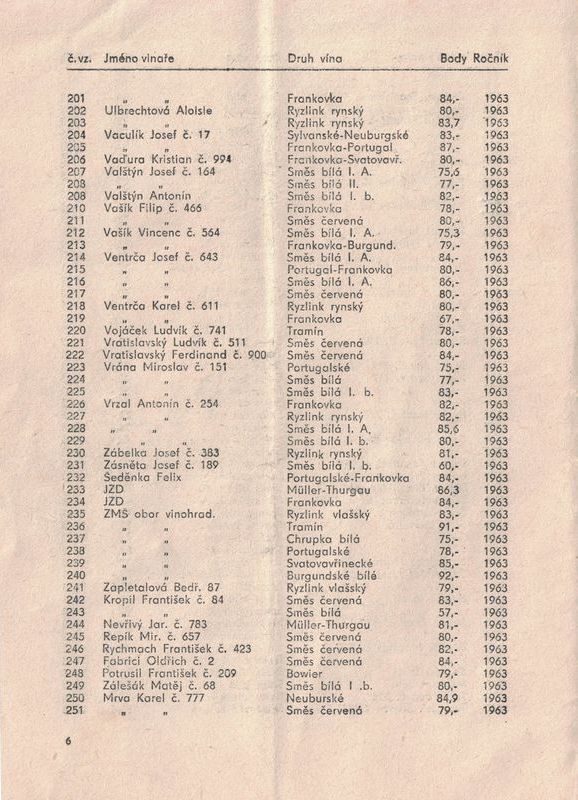 č. vz. Jméno vinaře Druh vína Body Ročník
201 „ „ Frankovka 84,- 1963
202 Ulbrechtová Aloisie Ryzlink rynský 80,- 1963
203 „ „ Ryzlink rynský 83,7 1963
204 Vaculík Josef č. 17 Sylvanské-Neuburgské 83,- 1963
205 „ „ Frankovka-Portugal 87,- 1963
206 Vaďura Kristian č. 994 Frankovka-Svatovavř. 80,- 1963
207 Valštýn Josef č. 164 Směs bílá I. A. 75,6 1963
208 „ „ Směs bílá II. 77,- 1963
208 Valštýn Antonín Směs bílá I. b. 82,- 1963
210 Vašík Filip č. 466 Frankovka 78,- 1963
211 „ „ Směs červená 80,- 1963
212 Vašík Vincenc č. 564 Směs bílá I. A. 75,3 1963
213 „ „ Frankovka-Burgund. 79,- 1963
214 Ventrča Josef č. 643 Směs bílá I. A. 84,- 1963
215 „ „ Portugal-Frankovka 80,- 1963
216 „ „ Směs bílá I. A. 86,- 1963
217 „ „ Směs červená 80,- 1963
218 Ventrča Karel č. 611 Ryzlink rynský 80,- 1963
219 „ „ Frankovka 67,- 1963
220 Vojáček Ludvík č. 741 Tramín 78,- 1963
221 Vratislavský Ludvík č. 511 Směs červená 80,- 1963
222 Vratislavský Ferdinand č. 900 Směs červená 84,- 1963
223 Vrána Miroslav č. 151 Portugalské 75,- 1963
224 „ „ Směs bílá 77,- 1963
225 „ „ Směs bílá I. b. 83,- 1963
226 Vrzal Antonín č. 254 Frankovka 82,- 1963
227 „ „ Ryzlink rynský 82,- 1963
228 „ „ Směs bílá I. A. 85,6 1963
229 „ „ Směs bílá I. b. 80,- 1963
230 Zábelka Josef č. 383 Ryzlink rynský 81,- 1963
231 Zásněta Josef č. 189 Směs bílá I. b. 60,- 1963
232 Šeděnka Felix Portugalské-Frankovka 84,- 1963
233 JZD Müller-Thurgau 86,3 1963
234 JZD Frankovka 84,- 1963
235 ZMŠ obor vinohrad. Ryzlink vlašský 83,- 1963
236 „ „ Tramín 91,- 1963
237 „ „ Chrupka bílá 75,- 1963
238 „ „ Portugalské 78,- 1963
239 „ „ Svatovavřinecké 85,- 1963
240 „ „ Burgundské bílé 92,- 1963
241 Zapletalová Bedř. 87 Ryzlink vlašský 79,- 1963
242 Kropil František č. 84 Směs červená 83,- 1963
243 „ „ Směs bílá 57,- 1963
244 Nevřivý Jar. č. 783 Müller-Thurgau 81,- 1963
245 Repík Mir. č. 657 Směs červená 80,- 1963
246 Rychmach František č. 423 Směs červená 82,- 1963
247 Fabrici Oldřich č. 2 Směs červená 84,- 1963
248 Potrusil František č. 209 Bowier 79,- 1963
249 Zálešák Matěj č. 68 Směs bílá I .b. 80,- 1963
250 Mrva Karel č. 777 Neuburské 84,9 1963
251 „ „ Směs červená 79,- 1963
6